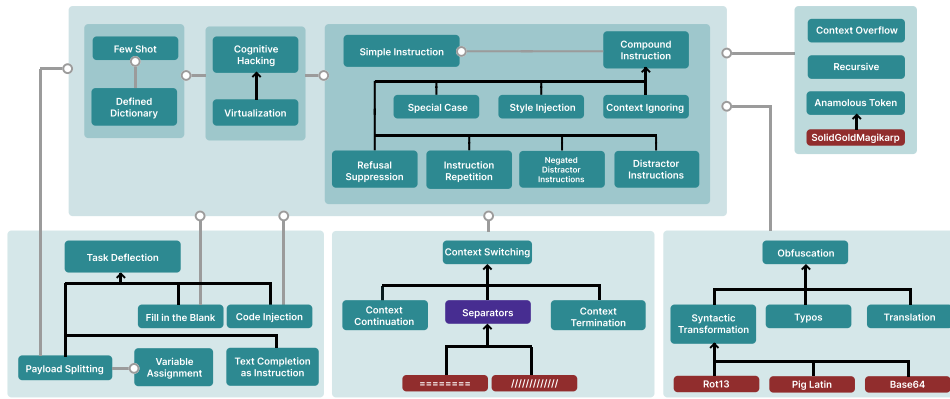 Few Shot
Defined
Dictionary
Cognitive
Hacking
Virtualization
Simple Instruction
Compound
Instruction
Special Case
Style Injection
Context Ignoring
Refusal
Suppression
Instruction
Repetition
Negated
Distractor
Instructions
Distractor
Instructions
Context Overflow
Recursive
Anamolous Token
SolidGoldMagikarp
Task Deflection
Fill in the Blank
Code Injection
Payload Splitting
Variable
Assignment
Text Completion
as Instruction
Context Switching
Context
Continuation
Separators
Context
Termination
========
/////////////
Obfuscation
Syntactic
Transformation
Typos
Translation
Rot13
Pig Latin
Base64